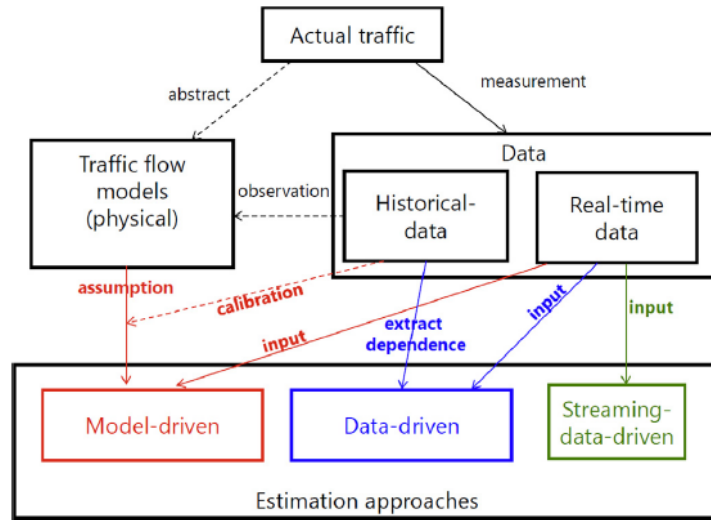 Actual traffic
abstract
measurement
Traffic flow
models
(physical)
observation
Data
Historical-
data
Real-time
data
assumption
calibration
input
extract
dependence
input
input
Model-driven
Data-driven
Streaming-
data-driven
Estimation approaches